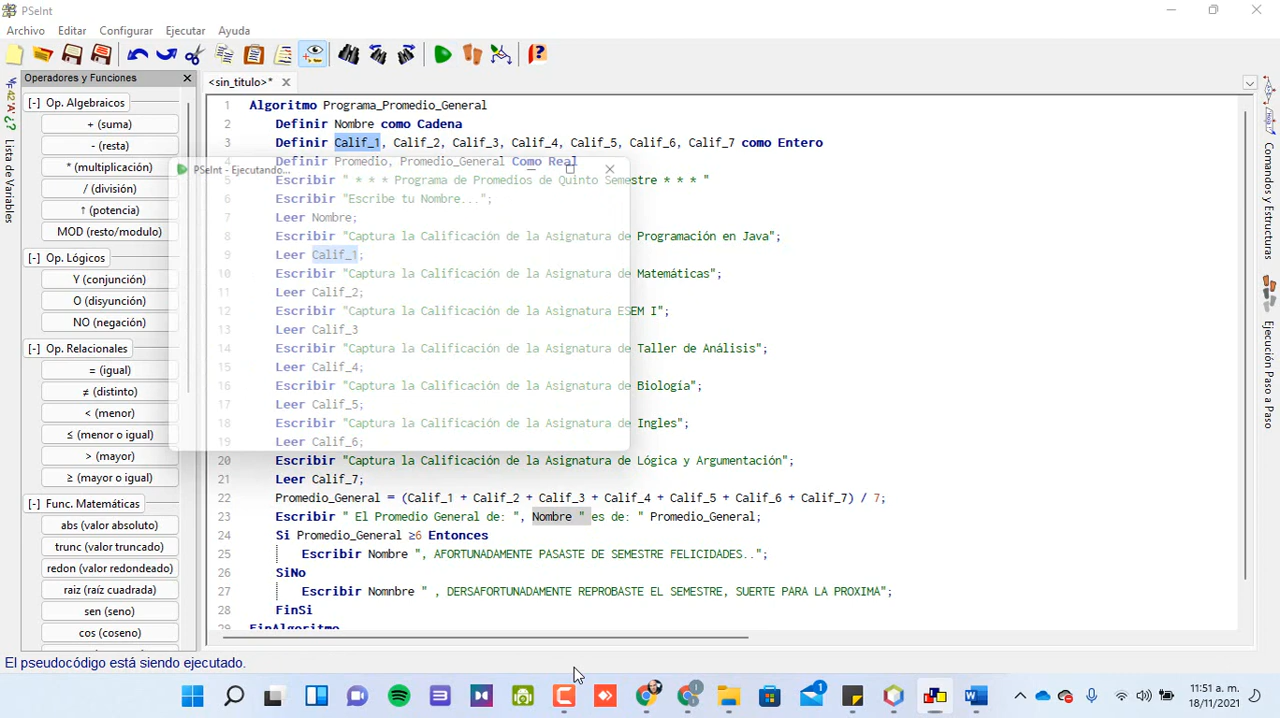 PSeInt
Archivo Editar Configurar Ejecutar Ayuda
Operadores y Funciones
<sin_titulo>*
Lista de Variables
*+=<
42
'A'
¿?
[-] Op. Algebraicos
+ (suma)
- (resta)
* (multiplicación)
/ (división)
↑ (potencia)
MOD (resto/modulo)
[-] Op. Lógicos
Y (conjunción)
O (disyunción)
NO (negación)
[-] Op. Relacionales
= (igual)
≠ (distinto)
< (menor)
≤ (menor o igual)
> (mayor)
≥ (mayor o igual)
[-] Func. Matemáticas
abs (valor absoluto)
trunc (valor truncado)
redon (valor redondeado)
raiz (raíz cuadrada)
sen (seno)
cos (coseno)
1 Algoritmo Programa_Promedio_General
2 Definir Nombre como Cadena
3 Definir Calif_1, Calif_2, Calif_3, Calif_4, Calif_5, Calif_6, Calif_7 como Entero
4 Definir Promedio, Promedio_General Como Real
PSeInt - Ejecutando...
5 Escribir " * * * Programa de Promedios de Quinto Semestre * * * "
6 Escribir "Escribe tu Nombre...";
7 Leer Nombre;
8 Escribir "Captura la Calificación de la Asignatura de Programación en Java";
9 Leer Calif_1;
10 Escribir "Captura la Calificación de la Asignatura de Matemáticas";
11 Leer Calif_2;
12 Escribir "Captura la Calificación de la Asignatura ESEM I";
13 Leer Calif_3
14 Escribir "Captura la Calificación de la Asignatura de Taller de Análisis";
15 Leer Calif_4;
16 Escribir "Captura la Calificación de la Asignatura de Biología";
17 Leer Calif_5;
18 Escribir "Captura la Calificación de la Asignatura de Ingles";
19 Leer Calif_6;
20 Escribir "Captura la Calificación de la Asignatura de Lógica y Argumentación";
21 Leer Calif_7;
22 Promedio_General = (Calif_1 + Calif_2 + Calif_3 + Calif_4 + Calif_5 + Calif_6 + Calif_7) / 7;
23 Escribir " El Promedio General de: ", Nombre " es de: " Promedio_General;
24 Si Promedio_General ≥6 Entonces
25 Escribir Nombre ", AFORTUNADAMENTE PASASTE DE SEMESTRE FELICIDADES..";
26 SiNo
27 Escribir Nomnbre " , DERSAFORTUNADAMENTE REPROBASTE EL SEMESTRE, SUERTE PARA LA PROXIMA";
28 FinSi
29 FinAlgoritmo
Comandos y Estructuras
Ejecución Paso a Paso
El pseudocódigo está siendo ejecutado.
1
11:51 a. m.
18/11/2021